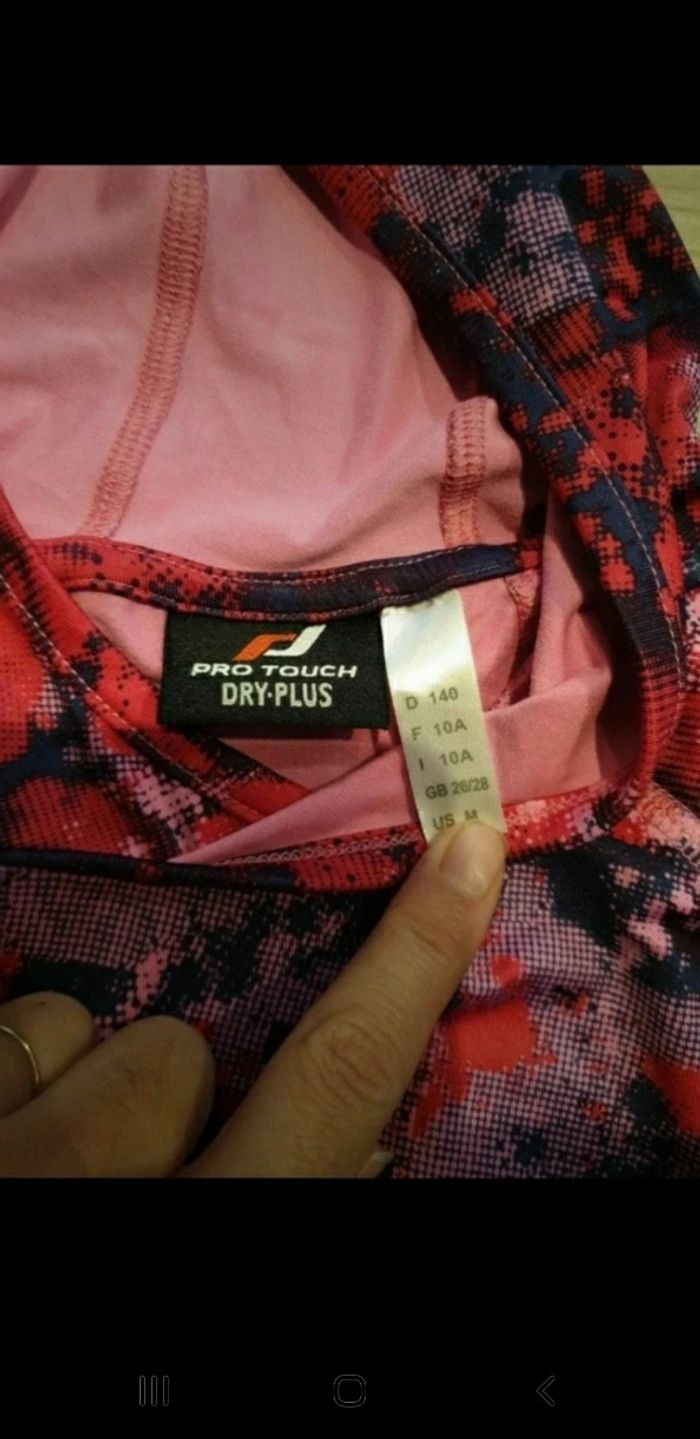 PRO TOUCH
DRY·PLUS
D 140
F 10A
I 10A
GB 26/28
US M